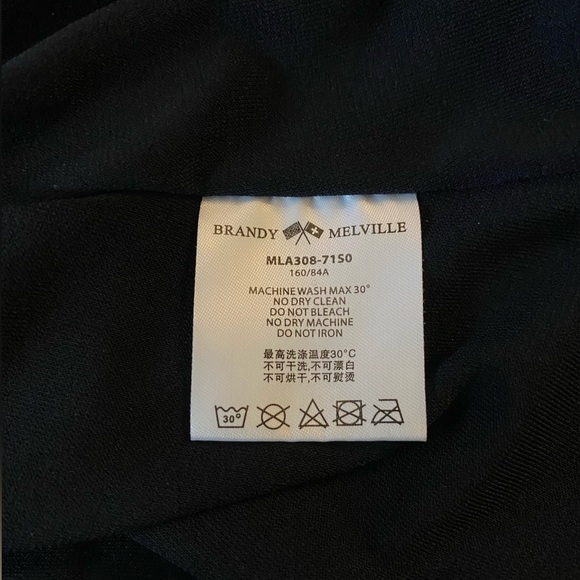 BRANDY MELVILLE
MLA308-71S0
160/84A
MACHINE WASH MAX 30°
NO DRY CLEAN
DO NOT BLEACH
NO DRY MACHINE
DO NOT IRON
最高洗涤温度30°C
不可干洗,不可漂白
不可烘干,不可熨烫
30°